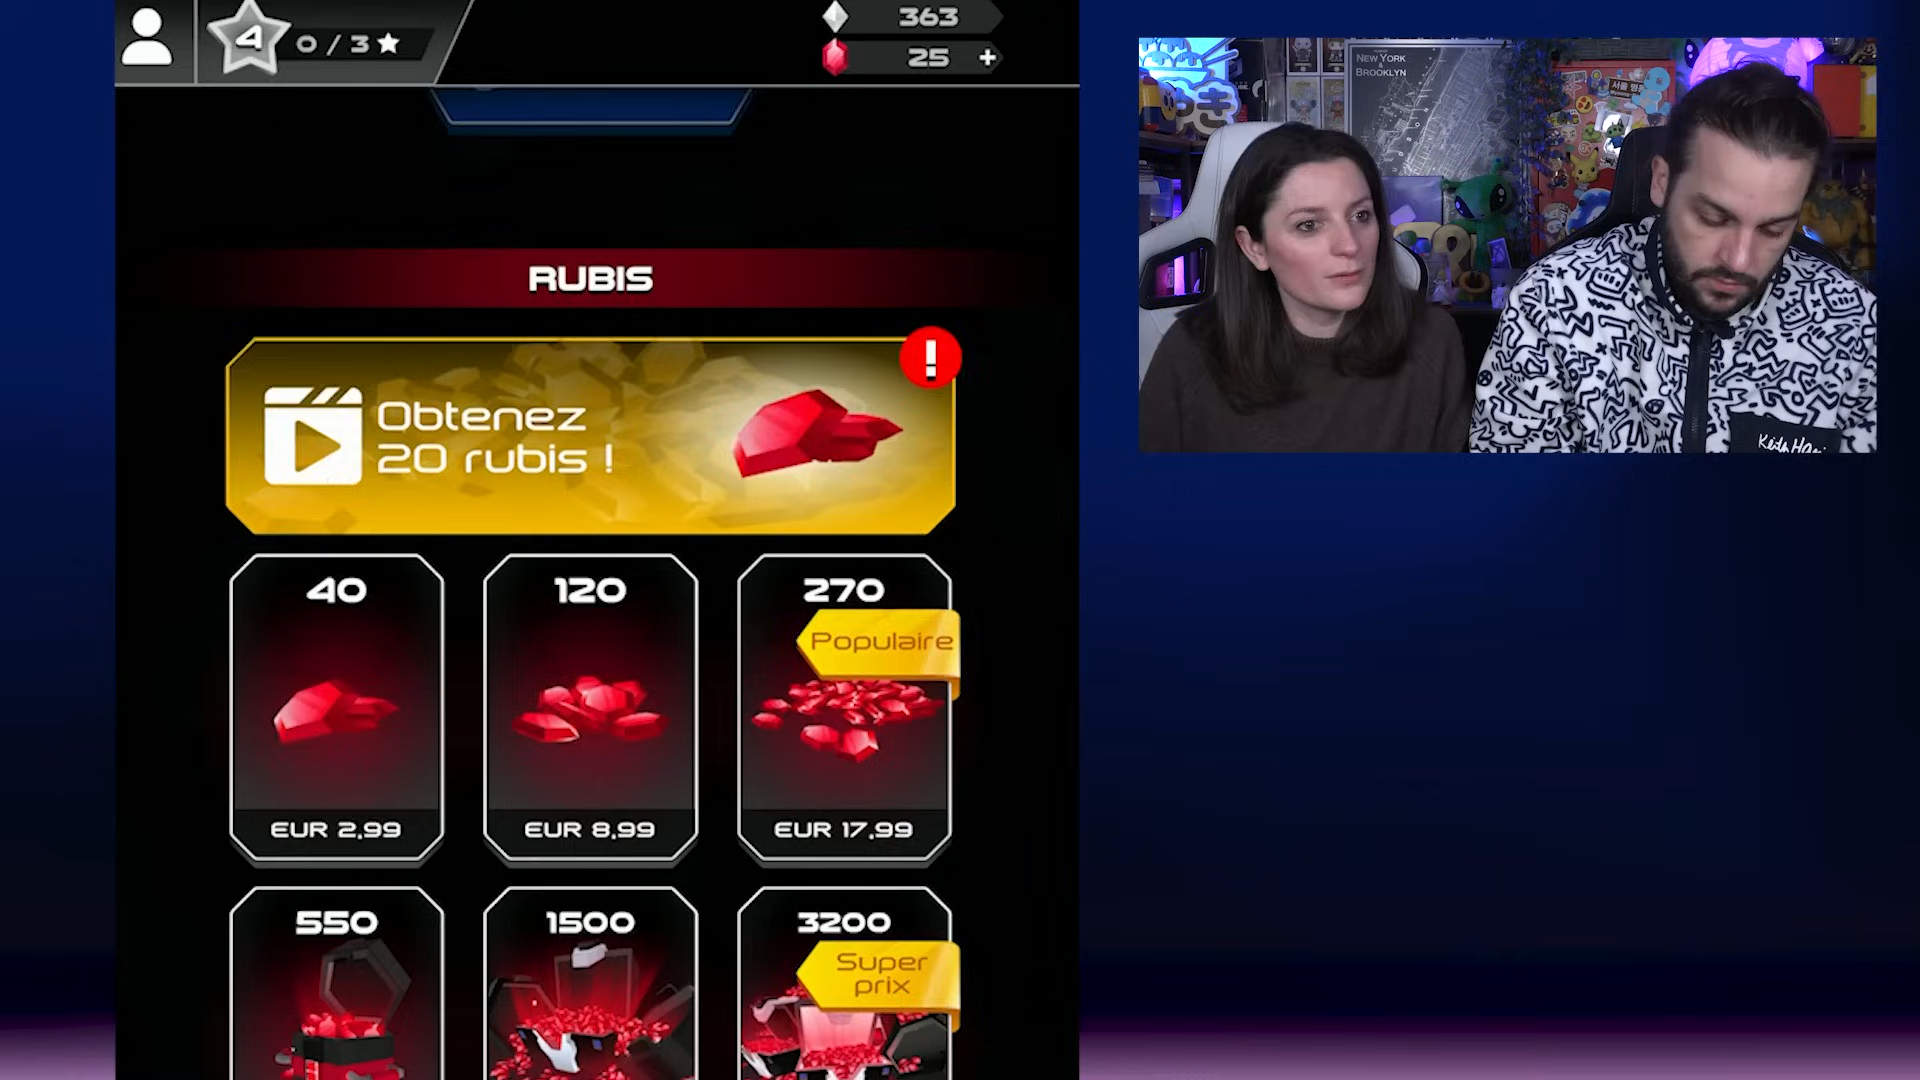 4
0 / 3
363
25 +
RUBIS
!
Obtenez
20 rubis !
40
120
270
Populaire
EUR 2,99
EUR 8,99
EUR 17,99
550
1500
3200
Super
prix
NEW YORK
&
BROOKLYN
Keith